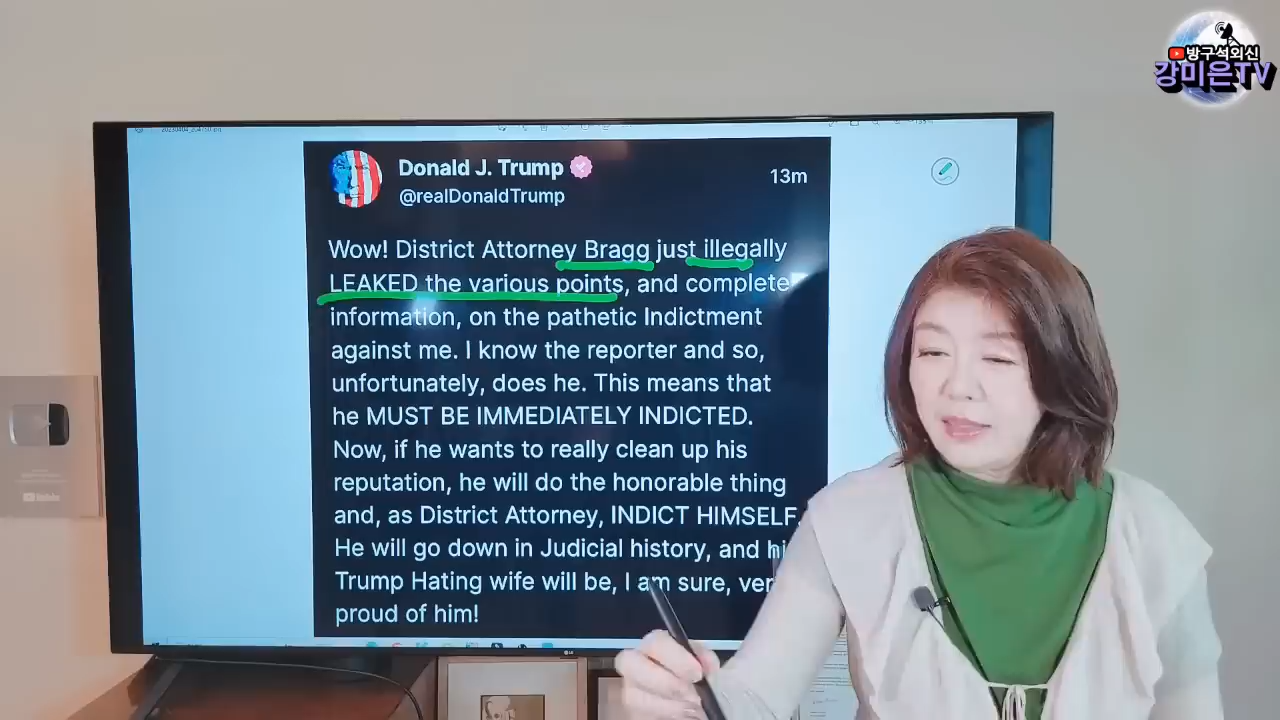 방구석외신
강미은TV
Donald J. Trump
@realDonaldTrump
13m
Wow! District Attorney Bragg just illegally
LEAKED the various points, and complete
information, on the pathetic Indictment
against me. I know the reporter and so,
unfortunately, does he. This means that
he MUST BE IMMEDIATELY INDICTED.
Now, if he wants to really clean up his
reputation, he will do the honorable thing
and, as District Attorney, INDICT HIMSELF.
He will go down in Judicial history, and
Trump Hating wife will be, I am sure,
proud of him!
YouTube
LG